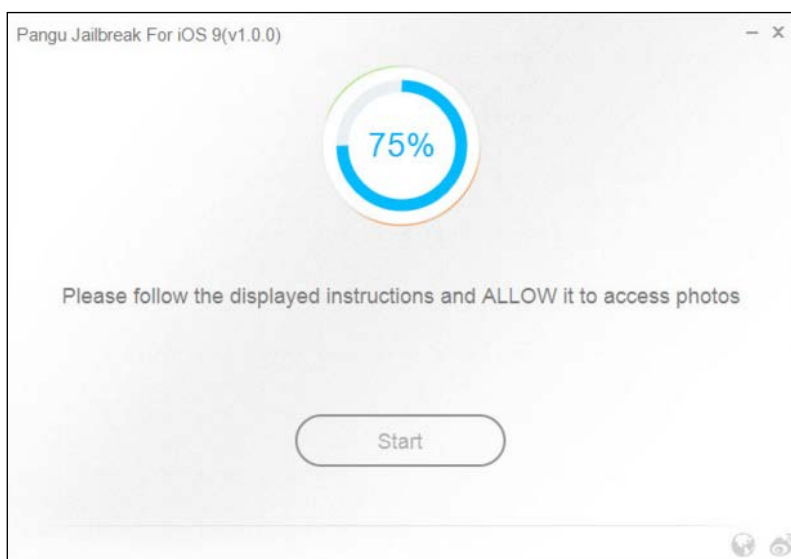 Pangu Jailbreak For iOS 9(v1.0.0)
75%
Please follow the displayed instructions and ALLOW it to access photos
Start